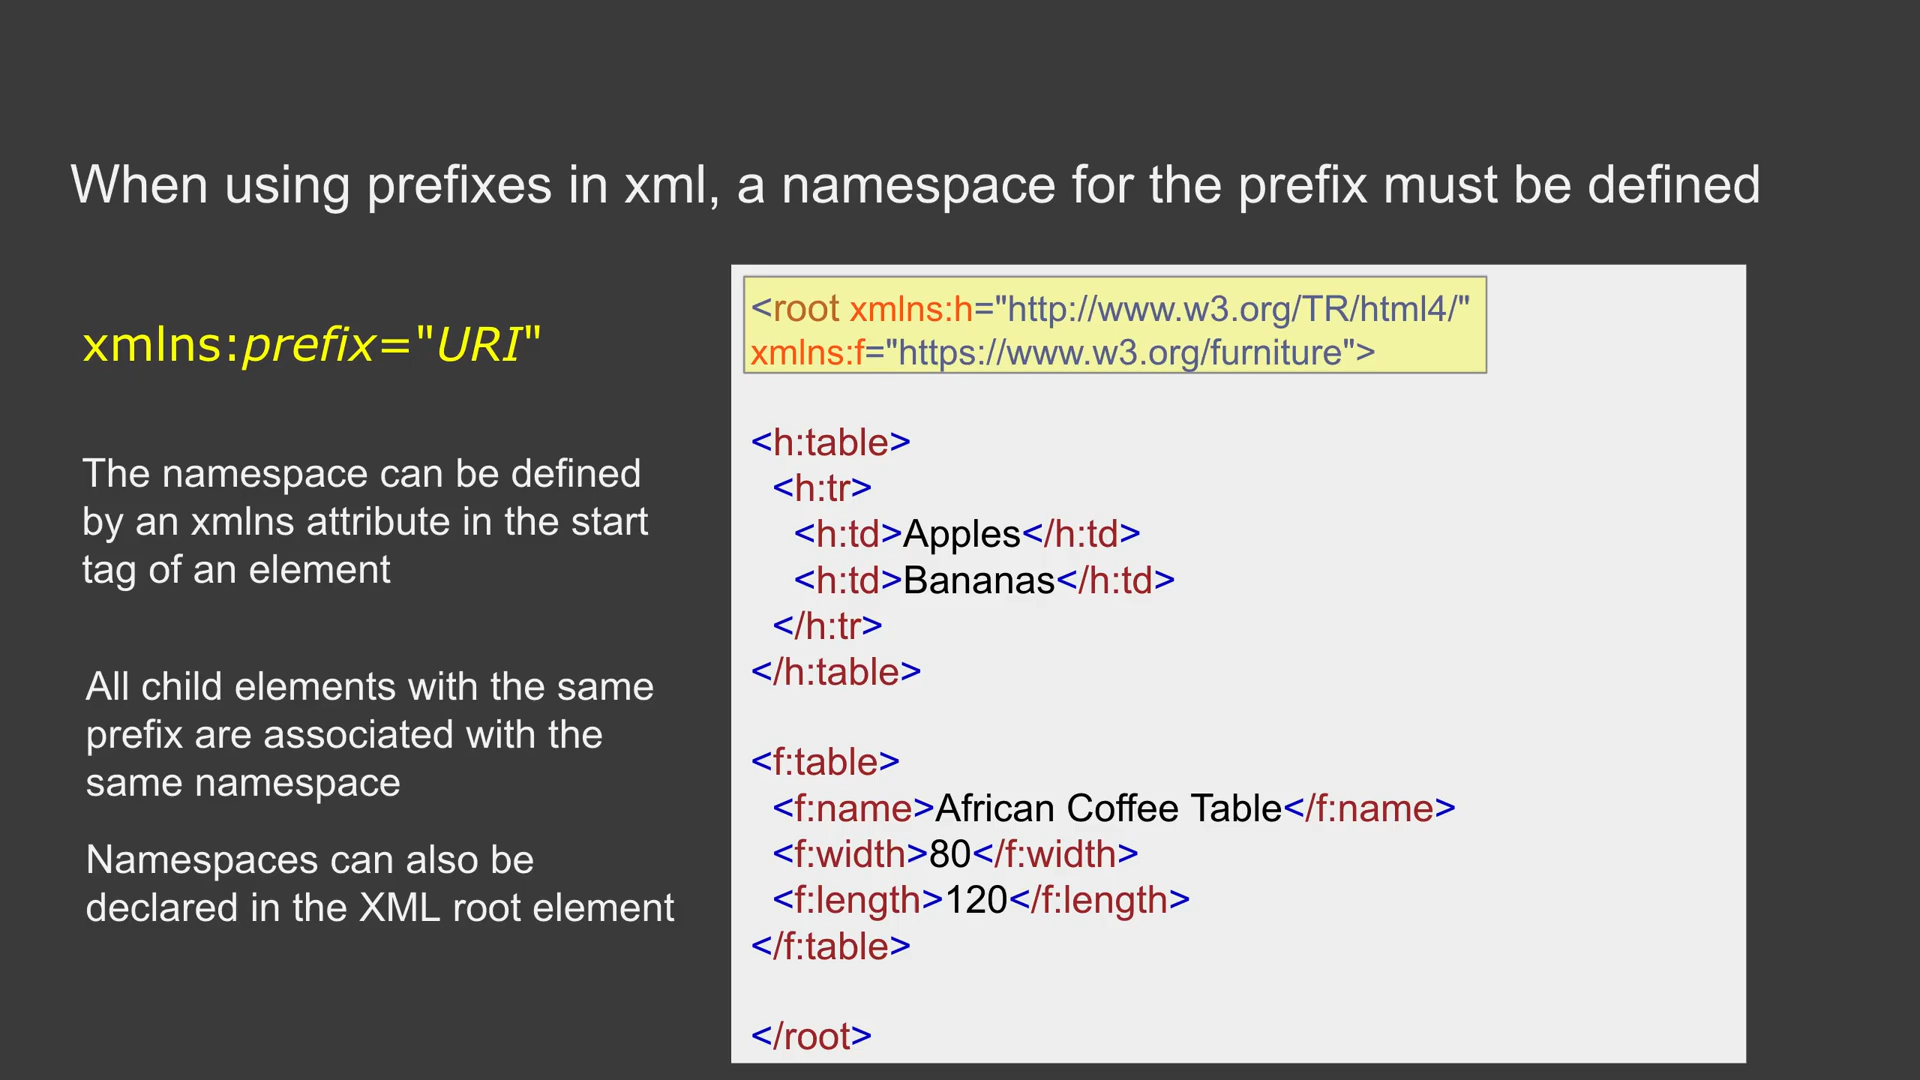 When using prefixes in xml, a namespace for the prefix must be defined
xmlns:prefix="URI"
The namespace can be defined
by an xmlns attribute in the start
tag of an element
All child elements with the same
prefix are associated with the
same namespace
Namespaces can also be
declared in the XML root element
<root xmlns:h="http://www.w3.org/TR/html4/"
xmlns:f="https://www.w3.org/furniture">
<h:table>
<h:tr>
<h:td>Apples</h:td>
<h:td>Bananas</h:td>
</h:tr>
</h:table>
<f:table>
<f:name>African Coffee Table</f:name>
<f:width>80</f:width>
<f:length>120</f:length>
</f:table>
</root>